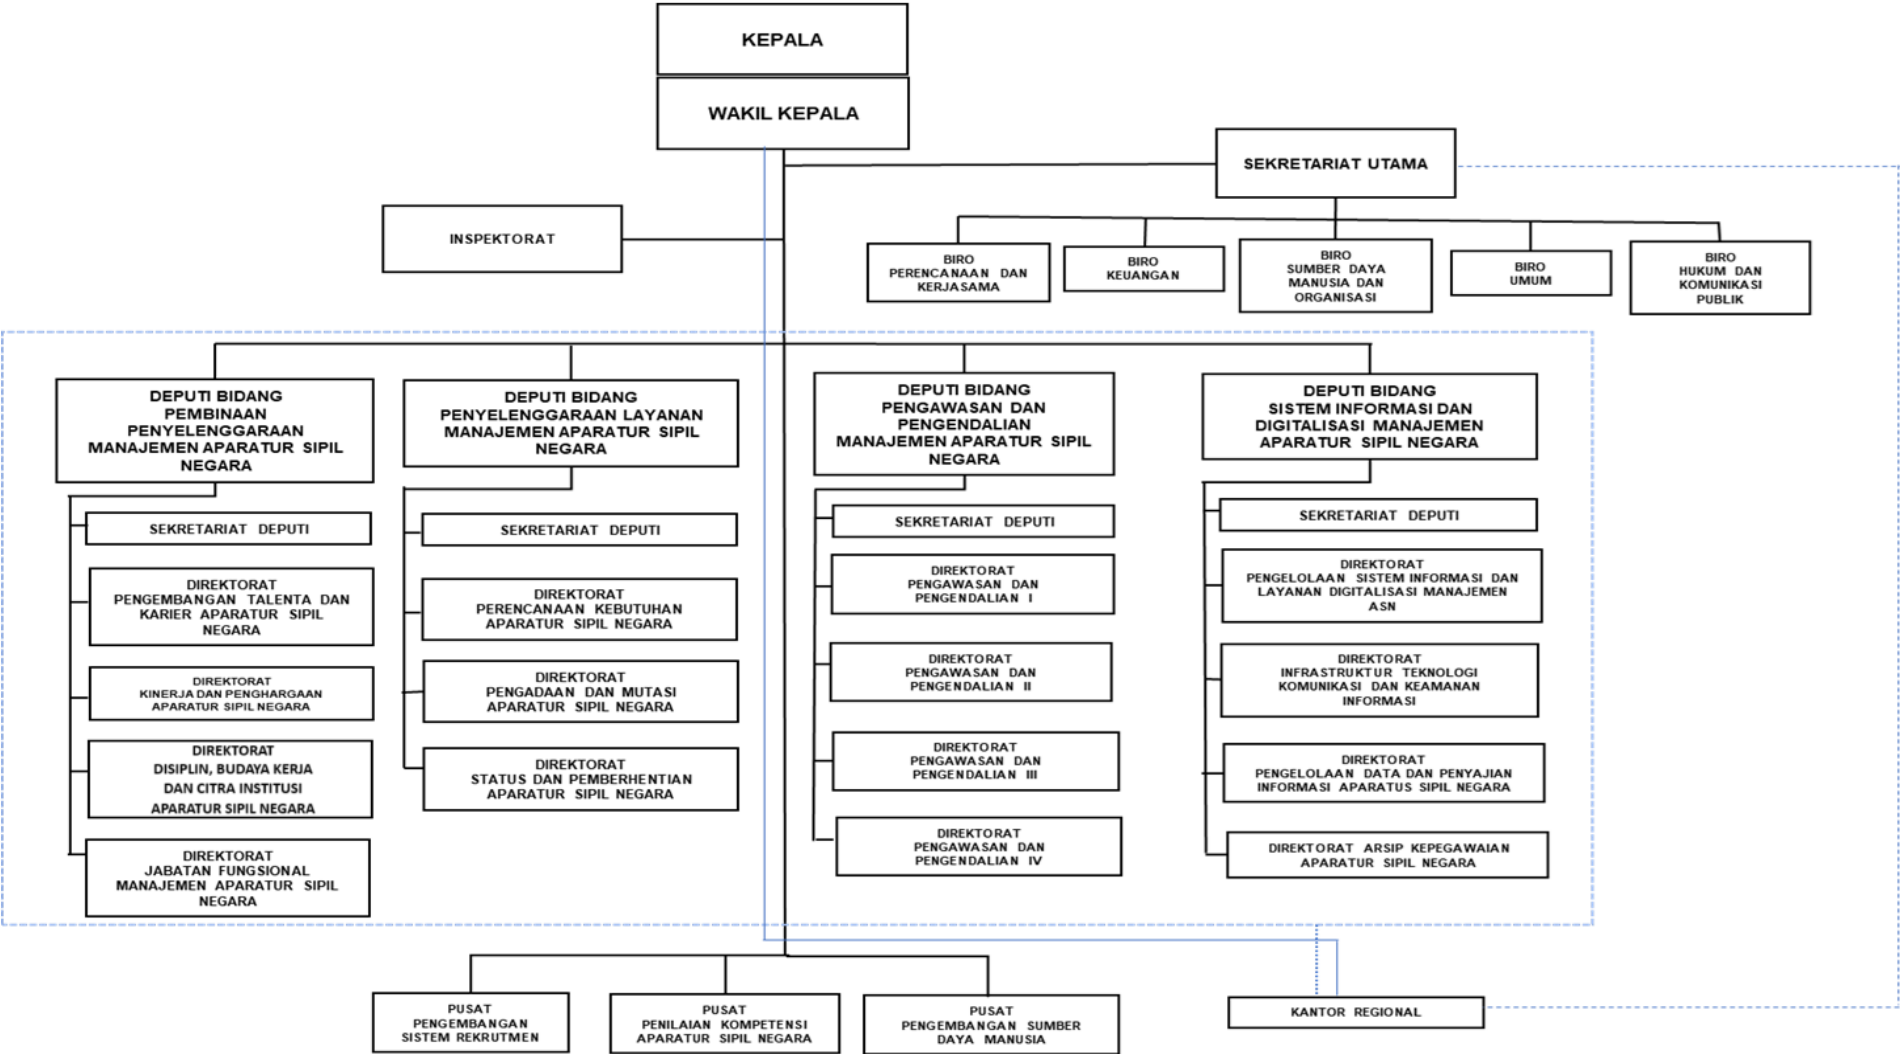 KEPALA
WAKIL KEPALA
SEKRETARIAT UTAMA
INSPEKTORAT
BIRO
PERENCANAAN DAN
KERJASAMA
BIRO
KEUANGAN
BIRO
SUMBER DAYA
MANUSIA DAN
ORGANISASI
BIRO
UMUM
BIRO
HUKUM DAN
KOMUNIKASI
PUBLIK
DEPUTI BIDANG
PEMBINAAN
PENYELENGGARAAN
MANAJEMEN APARATUR SIPIL
NEGARA
SEKRETARIAT DEPUTI
DIREKTORAT
PENGEMBANGAN TALENTA DAN
KARIER APARATUR SIPIL
NEGARA
DIREKTORAT
KINERJA DAN PENGHARGAAN
APARATUR SIPIL NEGARA
DIREKTORAT
DISIPLIN, BUDAYA KERJA
DAN CITRA INSTITUSI
APARATUR SIPIL NEGARA
DIREKTORAT
JABATAN FUNGSIONAL
MANAJEMEN APARATUR SIPIL
NEGARA
DEPUTI BIDANG
PENYELENGGARAAN LAYANAN
MANAJEMEN APARATUR SIPIL
NEGARA
SEKRETARIAT DEPUTI
DIREKTORAT
PERENCANAAN KEBUTUHAN
APARATUR SIPIL NEGARA
DIREKTORAT
PENGADAAN DAN MUTASI
APARATUR SIPIL NEGARA
DIREKTORAT
STATUS DAN PEMBERHENTIAN
APARATUR SIPIL NEGARA
DEPUTI BIDANG
PENGAWASAN DAN
PENGENDALIAN
MANAJEMEN APARATUR SIPIL
NEGARA
SEKRETARIAT DEPUTI
DIREKTORAT
PENGAWASAN DAN
PENGENDALIAN I
DIREKTORAT
PENGAWASAN DAN
PENGENDALIAN II
DIREKTORAT
PENGAWASAN DAN
PENGENDALIAN III
DIREKTORAT
PENGAWASAN DAN
PENGENDALIAN IV
DEPUTI BIDANG
SISTEM INFORMASI DAN
DIGITALISASI MANAJEMEN
APARATUR SIPIL NEGARA
SEKRETARIAT DEPUTI
DIREKTORAT
PENGELOLAAN SISTEM INFORMASI DAN
LAYANAN DIGITALISASI MANAJEMEN
ASN
DIREKTORAT
INFRASTRUKTUR TEKNOLOGI
KOMUNIKASI DAN KEAMANAN
INFORMASI
DIREKTORAT
PENGELOLAAN DATA DAN PENYAJIAN
INFORMASI APARATUS SIPIL NEGARA
DIREKTORAT ARSIP KEPEGAWAIAN
APARATUR SIPIL NEGARA
PUSAT
PENGEMBANGAN
SISTEM REKRUTMEN
PUSAT
PENILAIAN KOMPETENSI
APARATUR SIPIL NEGARA
PUSAT
PENGEMBANGAN SUMBER
DAYA MANUSIA
KANTOR REGIONAL